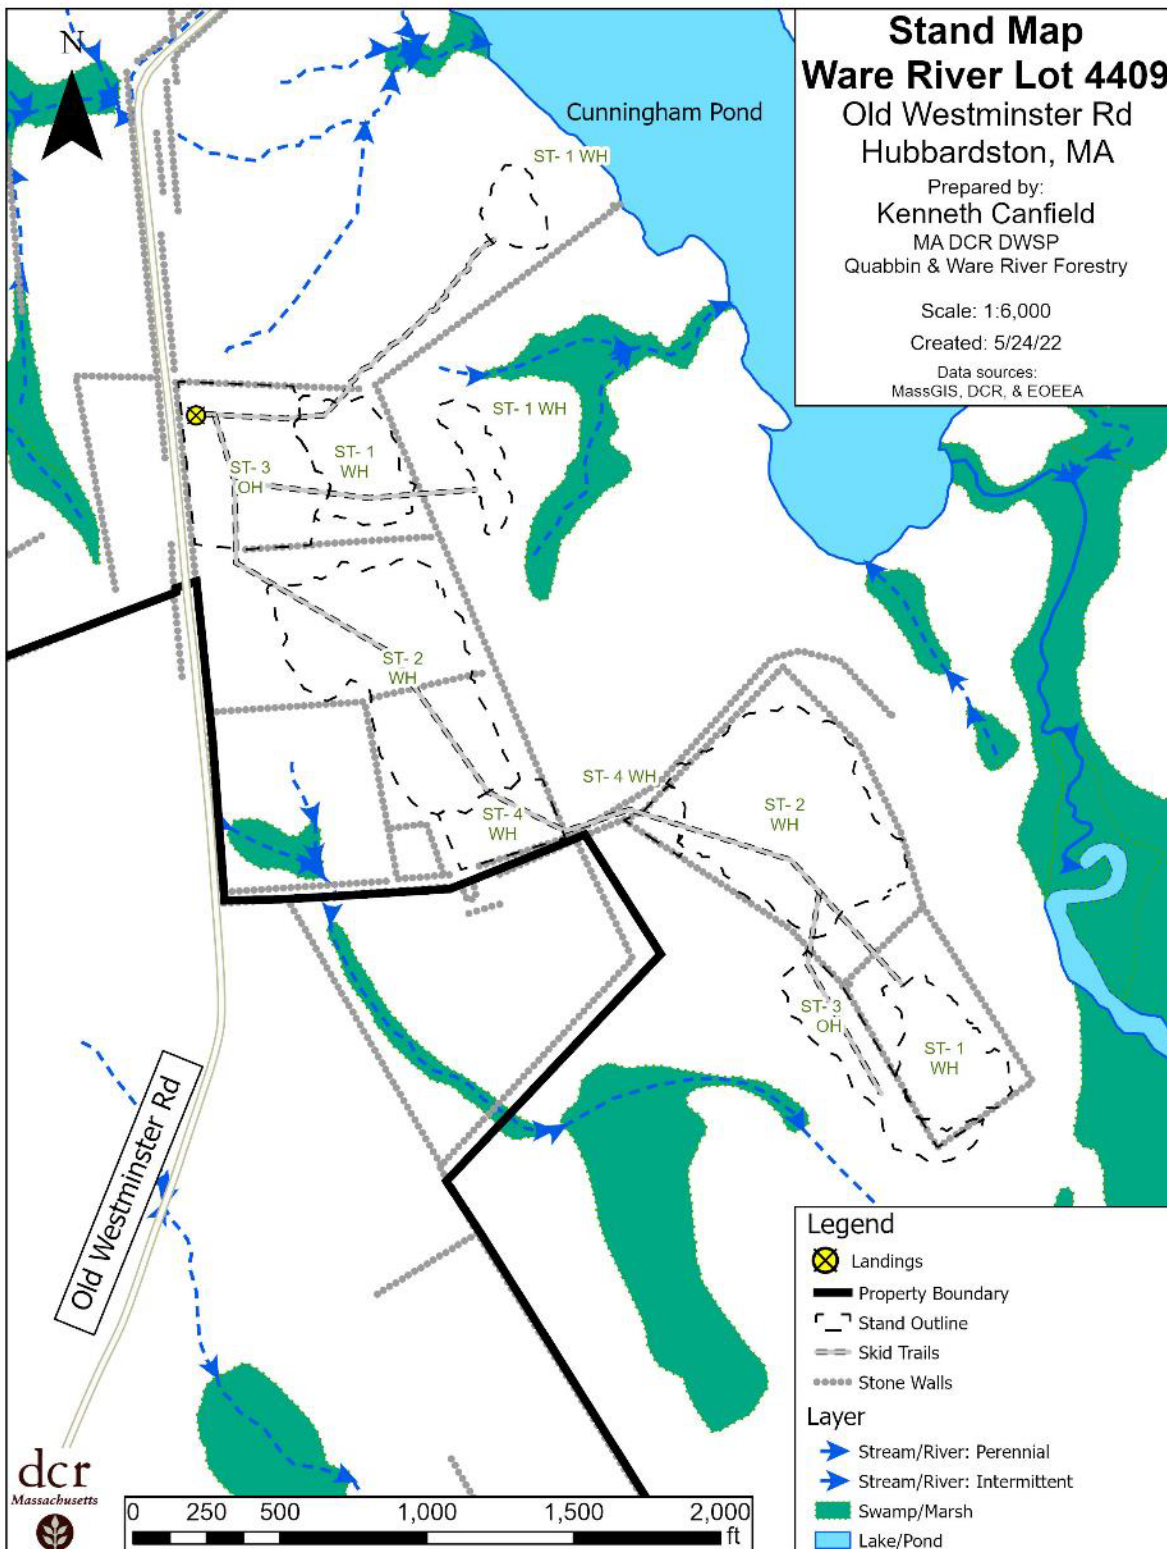 Stand Map
Ware River Lot 4409
Old Westminster Rd
Hubbardston, MA
Prepared by:
Kenneth Canfield
MA DCR DWSP
Quabbin & Ware River Forestry
Scale: 1:6,000
Created: 5/24/22
Data sources:
MassGIS, DCR, & EOEEA
N
Cunningham Pond
ST- 1 WH
ST- 1 WH
ST- 1
WH
ST- 3
OH
ST- 2
WH
ST- 4 WH
ST- 4
WH
ST- 2
WH
ST- 3
OH
ST- 1
WH
Old Westminster Rd
Legend
Landings
Property Boundary
Stand Outline
Skid Trails
Stone Walls
Layer
Stream/River: Perennial
Stream/River: Intermittent
Swamp/Marsh
Lake/Pond
dcr
Massachusetts
0 250 500 1,000 1,500 2,000
ft